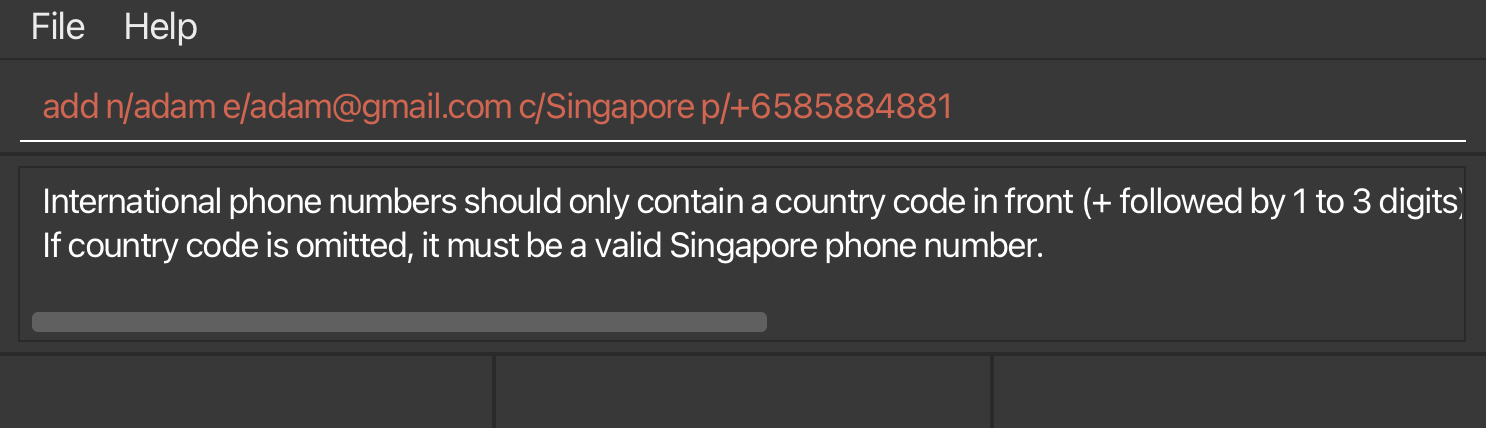 File Help
add n/adam e/adam@gmail.com c/Singapore p/+6585884881
International phone numbers should only contain a country code in front (+ followed by 1 to 3 digits)
If country code is omitted, it must be a valid Singapore phone number.